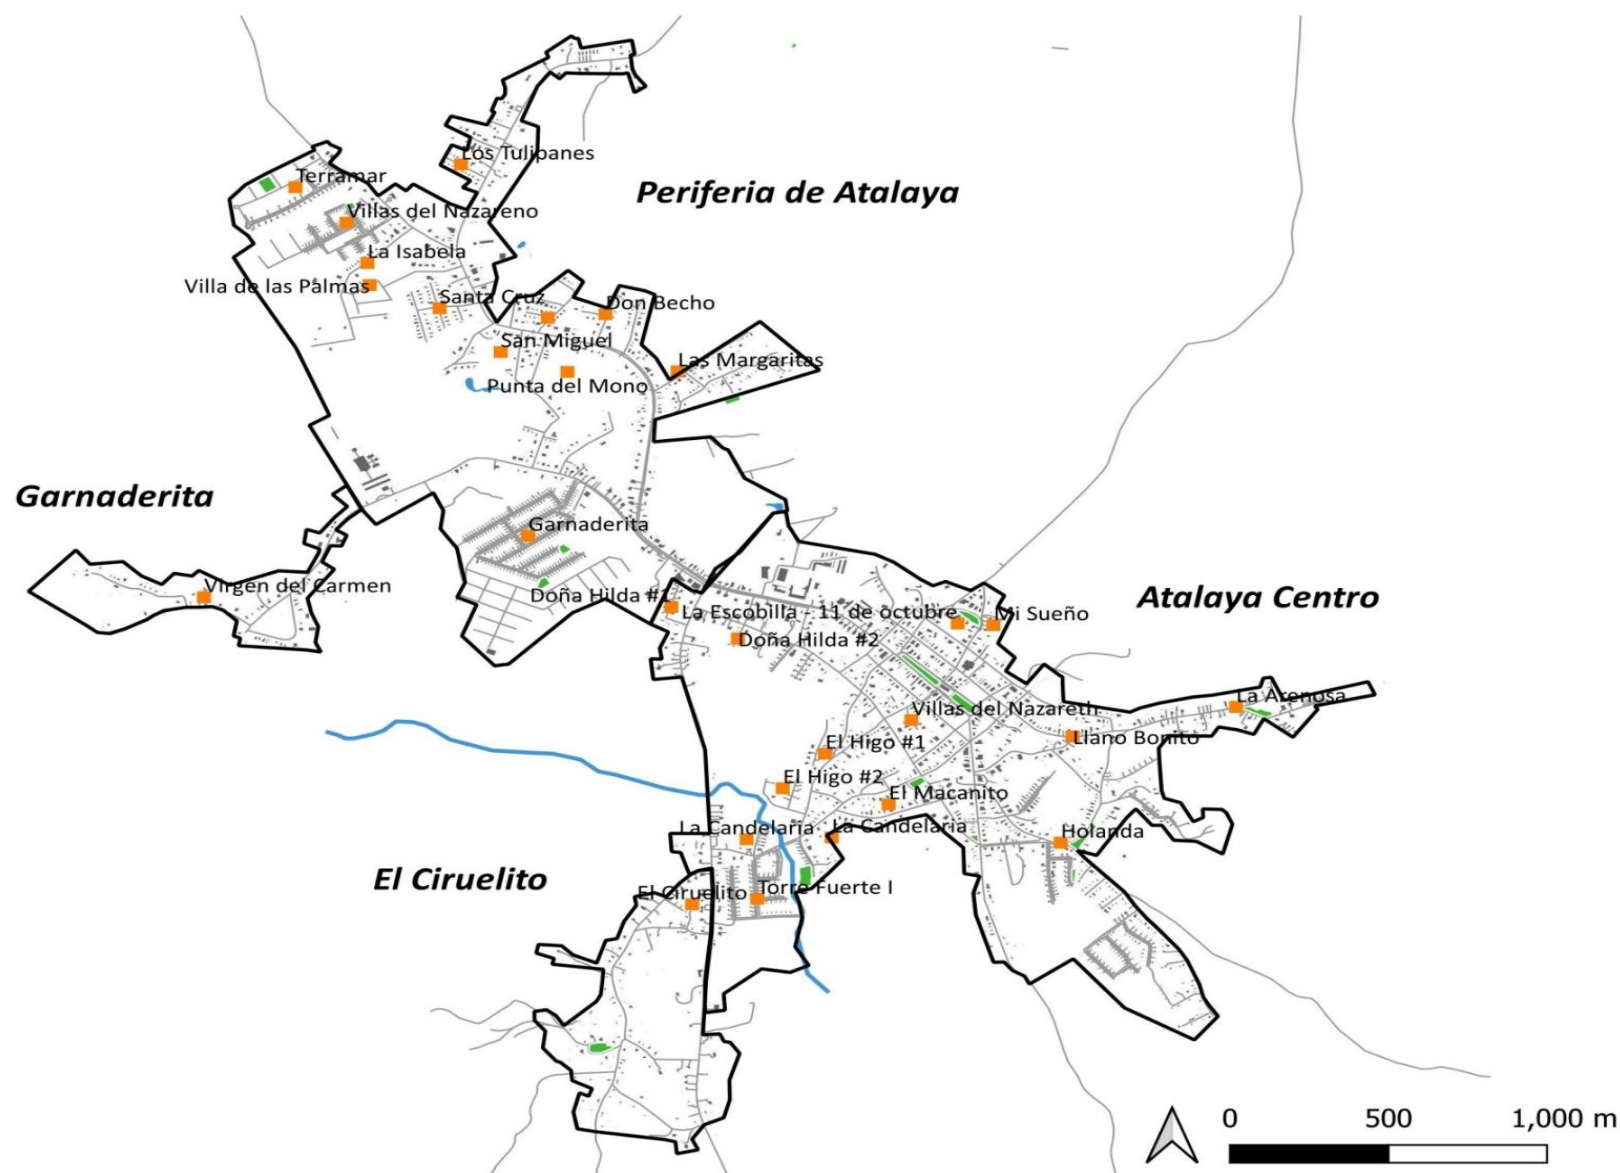 Los Tulipanes
Terramar
Periferia de Atalaya
Villas del Nazareno
La Isabela
Villa de las Palmas
Santa Cruz
Don Becho
San Miguel
Las Margaritas
Punta del Mono
Garnaderita
Garnaderita
Virgen del Carmen
Doña Hilda #1
Atalaya Centro
La Escobilla - 11 de octubre
Mi Sueño
Doña Hilda #2
La Arenosa
Villas del Nazareth
Llano Bonito
El Higo #1
El Higo #2
El Macanito
La Candelaria
La Candelaria
Holanda
El Ciruelito
El Ciruelito
Torre Fuerte I
0 500 1,000 m